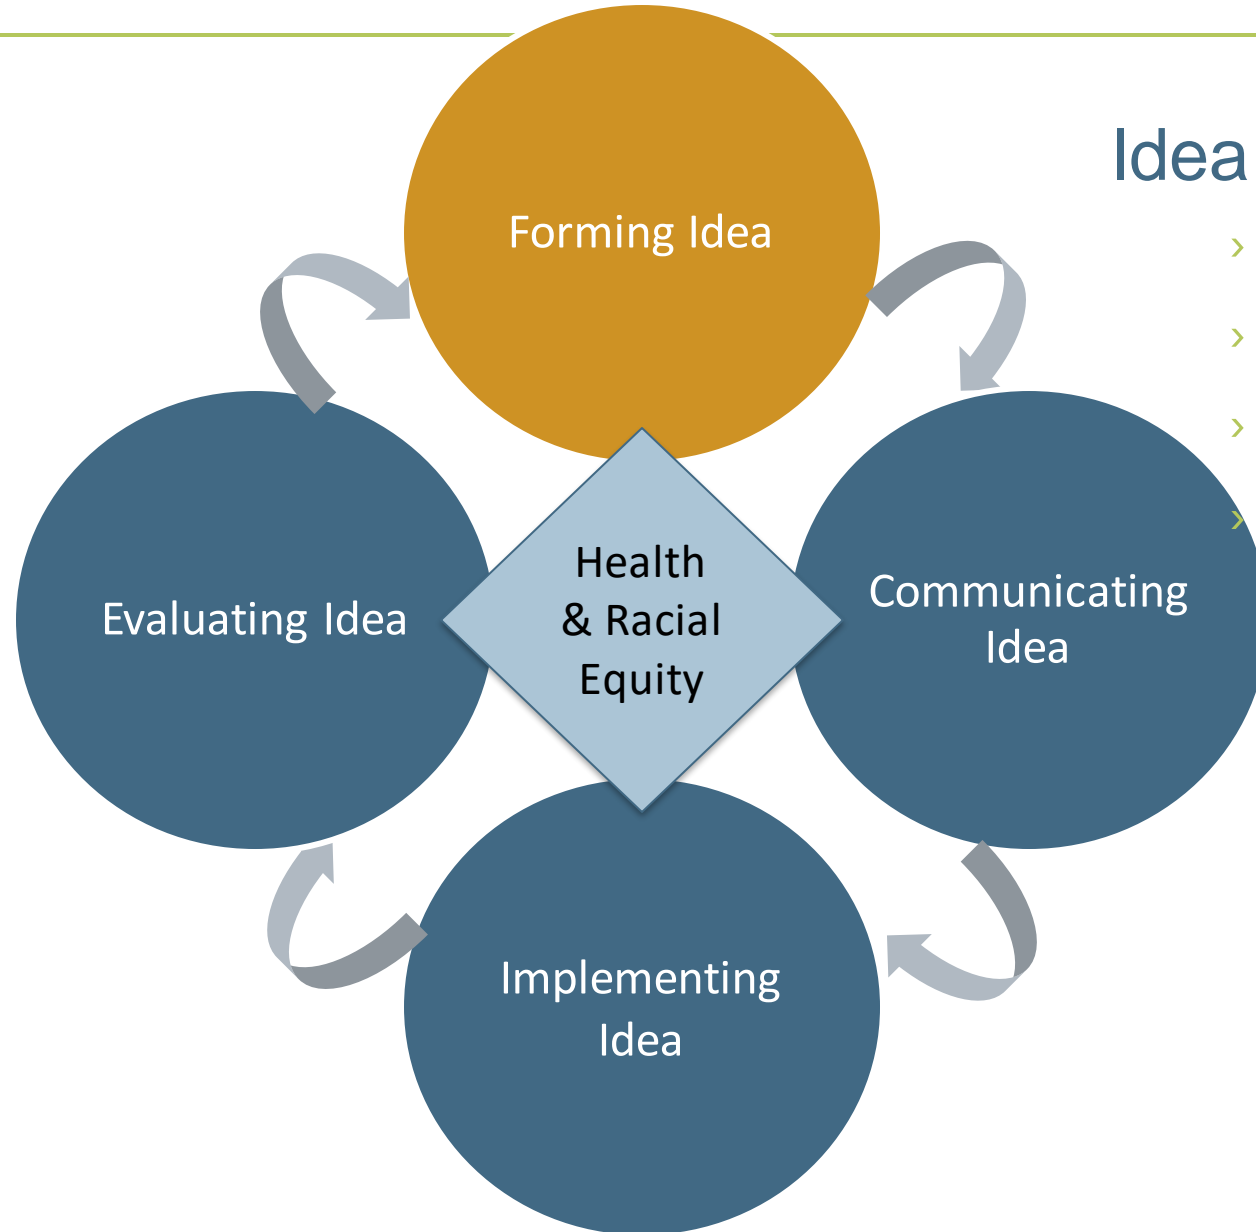 Idea
Forming Idea
›
›
›
›
Communicating
Idea
Health
& Racial
Equity
Evaluating Idea
Implementing
Idea